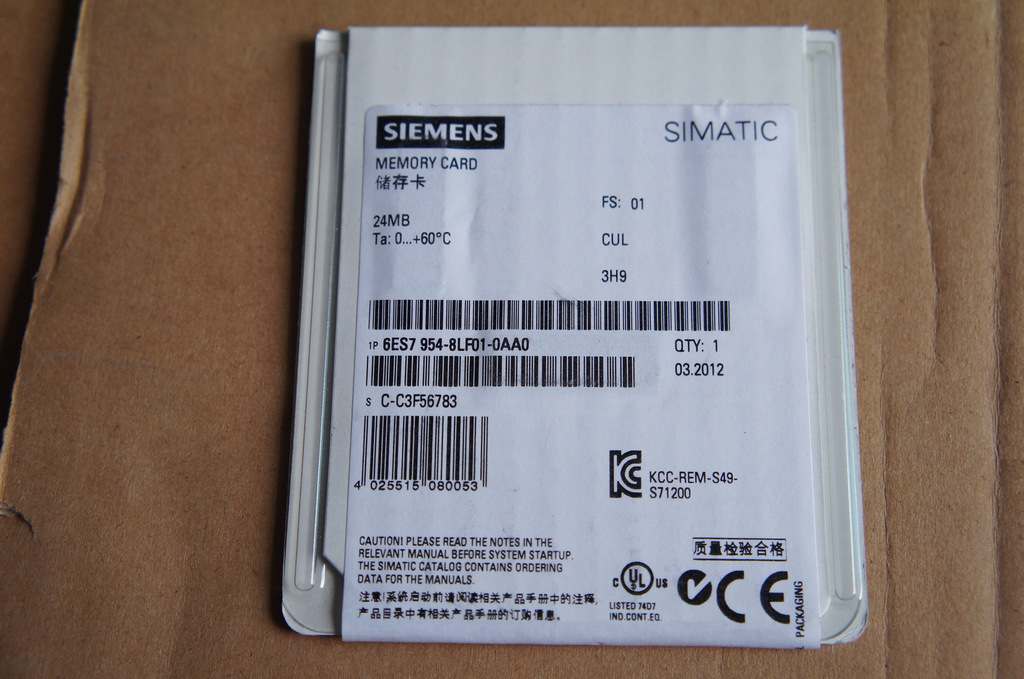 SIEMENS
SIMATIC
MEMORY CARD
储存卡
24MB
Ta: 0...+60°C
FS: 01
CUL
3H9
1P 6ES7 954-8LF01-0AA0
QTY: 1
03.2012
S C-C3F56783
4 025515 080053
KC
KCC-REM-S49-
S71200
CAUTION! PLEASE READ THE NOTES IN THE
RELEVANT MANUAL BEFORE SYSTEM STARTUP.
THE SIMATIC CATALOG CONTAINS ORDERING
DATA FOR THE MANUALS.
注意!系统启动前请阅读相关产品手册中的注释,
产品目录中有相关产品手册的订购信息。
质量检验合格
C UL US
LISTED 74D7
IND.CONT.EQ.
CE
PACKAGING